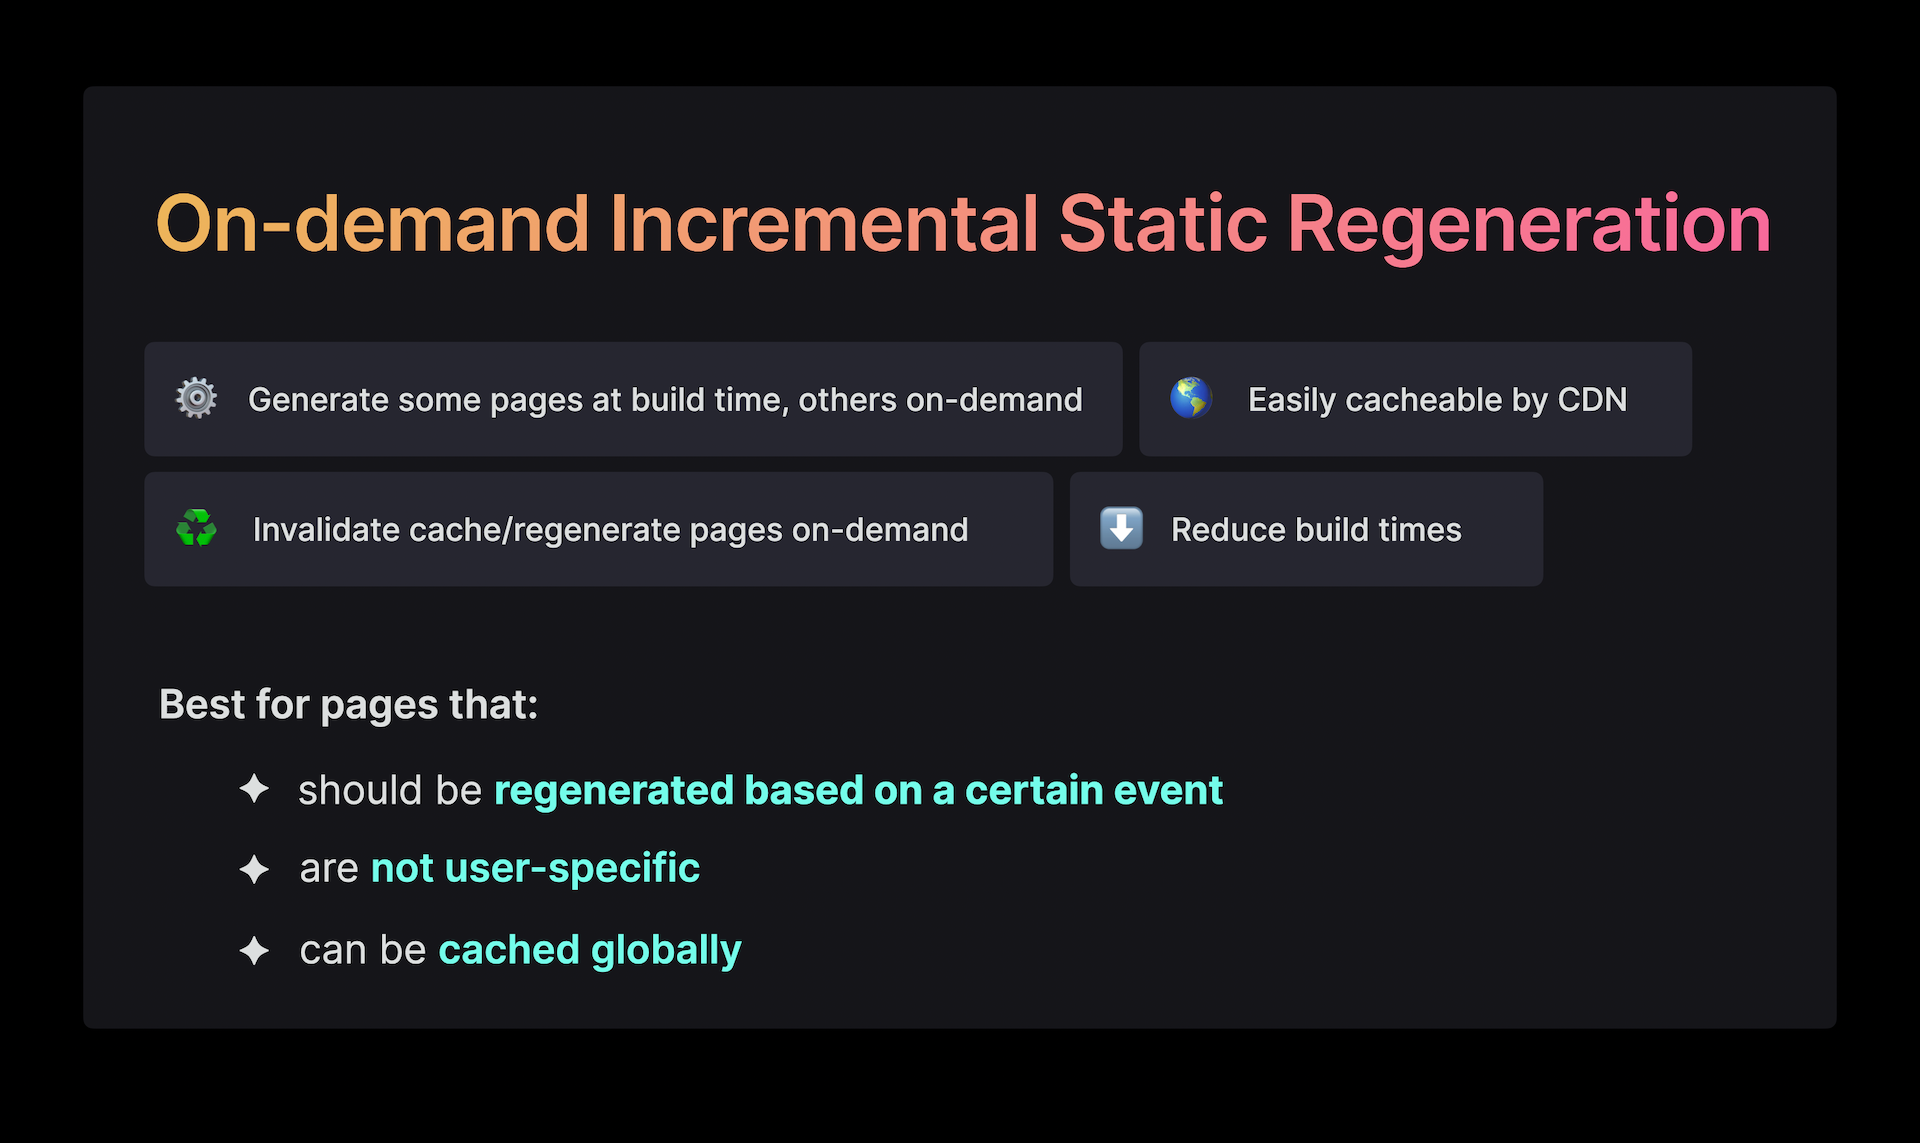 On-demand Incremental Static Regeneration
Generate some pages at build time, others on-demand
Easily cacheable by CDN
Invalidate cache/regenerate pages on-demand
Reduce build times
Best for pages that:
should be regenerated based on a certain event
are not user-specific
can be cached globally